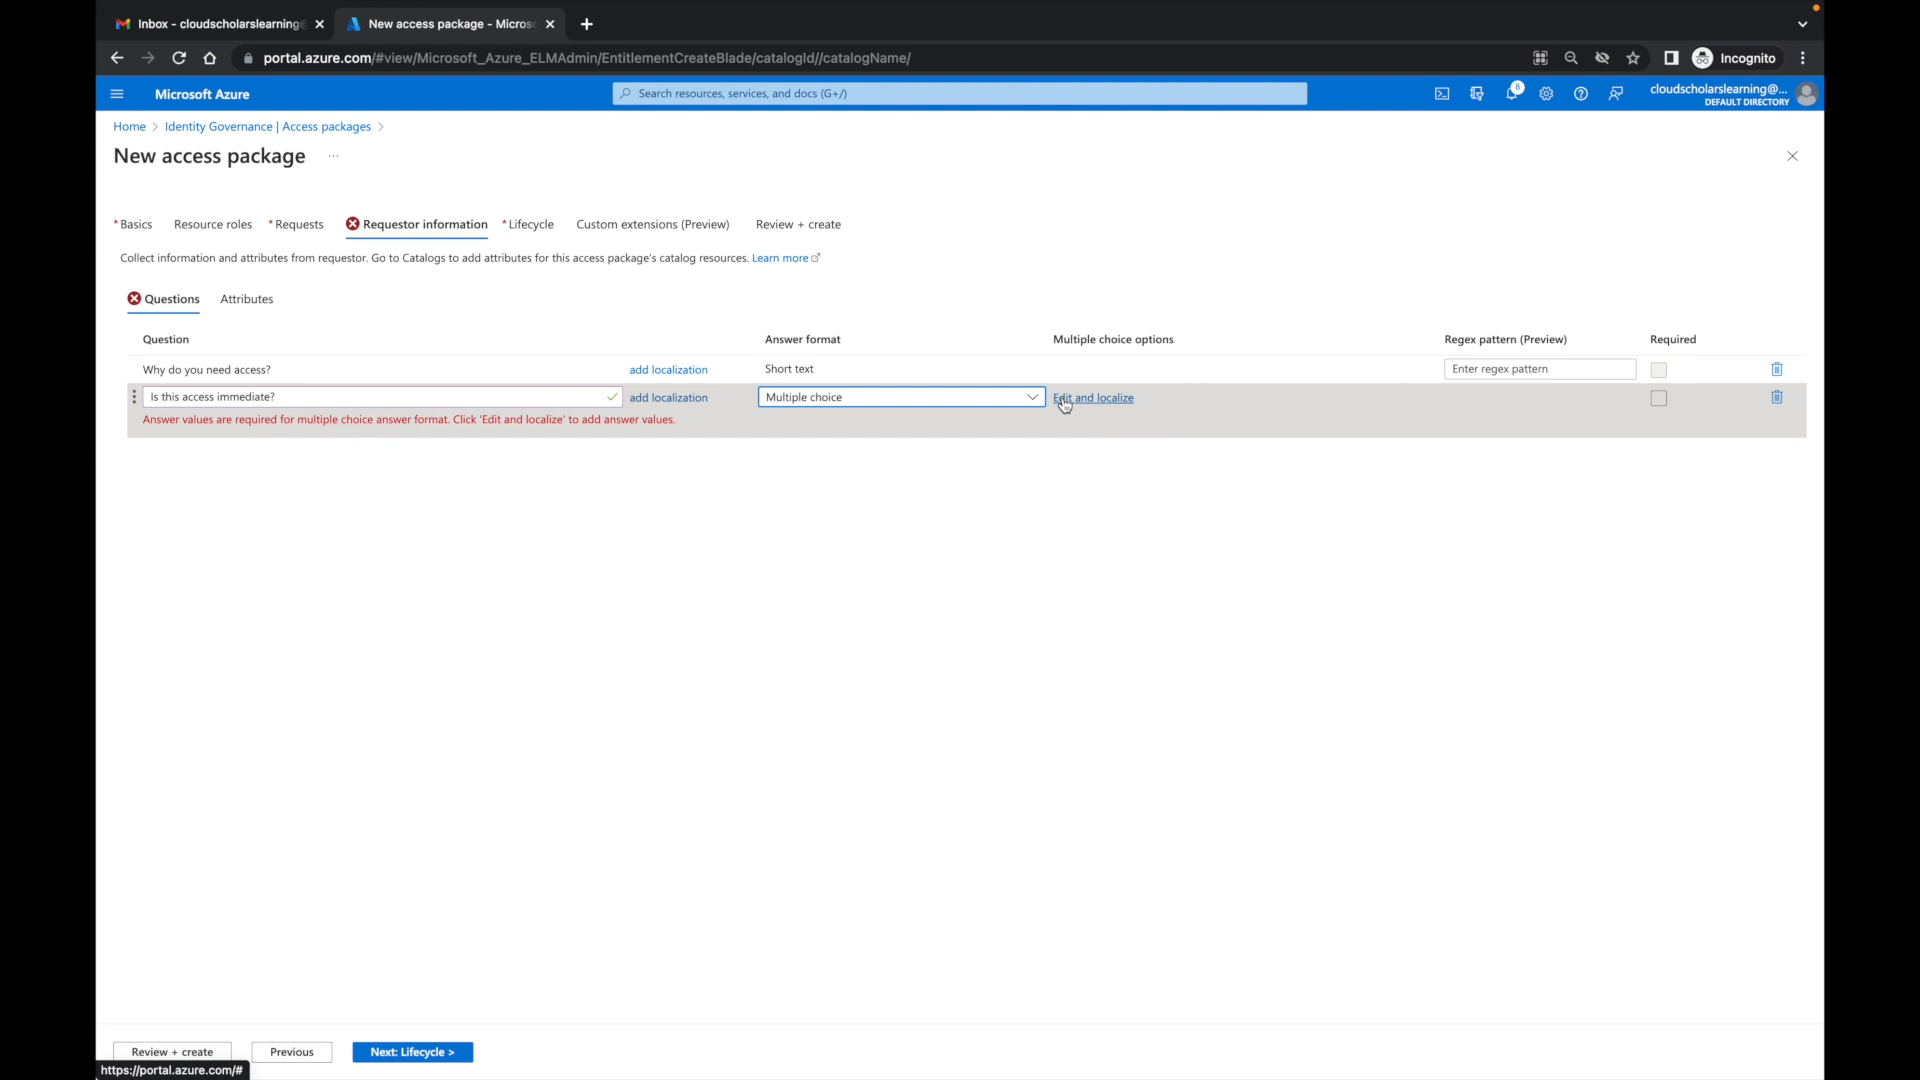 Inbox - cloudscholarslearning@
New access package - Micros
portal.azure.com/#view/Microsoft_Azure_ELMAdmin/EntitlementCreateBlade/catalogId//catalogName/
Incognito
Microsoft Azure
Search resources, services, and docs (G+/)
8
cloudscholarslearning@...
DEFAULT DIRECTORY
Home > Identity Governance | Access packages >
New access package ...
* Basics Resource roles * Requests Requestor information * Lifecycle Custom extensions (Preview) Review + create
Collect information and attributes from requestor. Go to Catalogs to add attributes for this access package's catalog resources. Learn more
Questions Attributes
Question Answer format Multiple choice options Regex pattern (Preview) Required
Why do you need access? add localization Short text Enter regex pattern
Is this access immediate? add localization Multiple choice Edit and localize
Answer values are required for multiple choice answer format. Click 'Edit and localize' to add answer values.
Review + create Previous Next: Lifecycle >
https://portal.azure.com/#